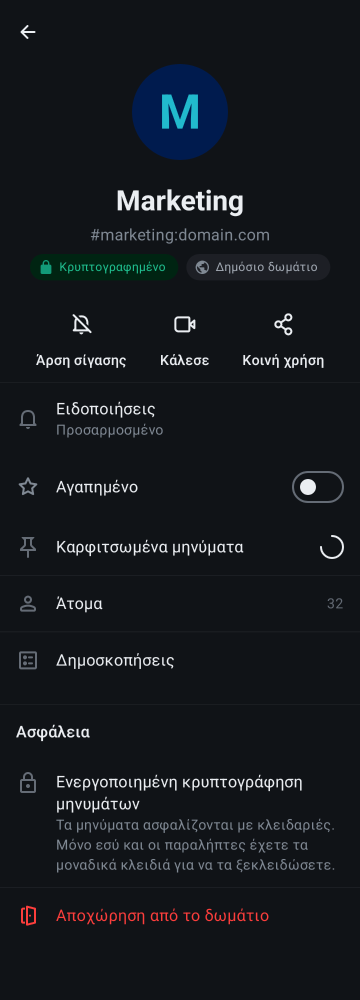 M
Marketing
#marketing:domain.com
Κρυπτογραφημένο
Δημόσιο δωμάτιο
Άρση σίγασης
Κάλεσε
Κοινή χρήση
Ειδοποιήσεις
Προσαρμοσμένο
Αγαπημένο
Καρφιτσωμένα μηνύματα
Άτομα
32
Δημοσκοπήσεις
Ασφάλεια
Ενεργοποιημένη κρυπτογράφηση
μηνυμάτων
Τα μηνύματα ασφαλίζονται με κλειδαριές.
Μόνο εσύ και οι παραλήπτες έχετε τα
μοναδικά κλειδιά για να τα ξεκλειδώσετε.
Αποχώρηση από το δωμάτιο